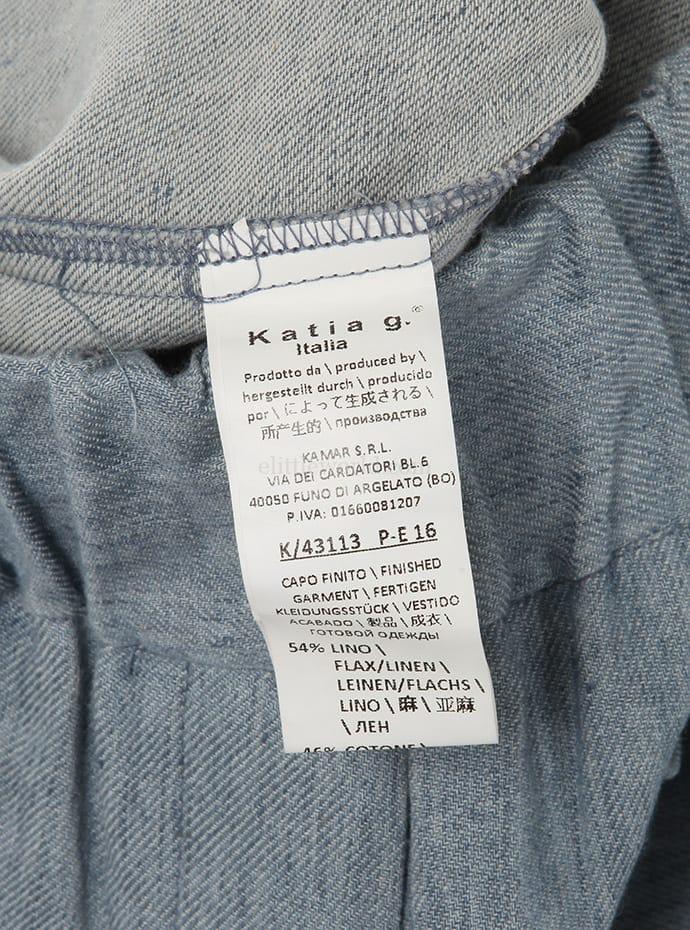 Katia g.®
Italia
Prodotto da \ produced by \
hergestellt durch \ producido
por \ によって生成される \
所产生的 \ производства
KAMAR S.R.L.
VIA DEI CARDATORI BL.6
40050 FUNO DI ARGELATO (BO)
P.IVA: 01660081207
K/43113 P-E 16
CAPO FINITO \ FINISHED
GARMENT \ FERTIGEN
KLEIDUNGSSTÜCK \ VESTIDO
ACABADO \ 製品 \ 成衣 \
ГОТОВОЙ ОДЕЖДЫ
54% LINO \
FLAX/LINEN \
LEINEN/FLACHS \
LINO \ 麻 \ 亚麻
\ ЛЕН
46% COTONE \